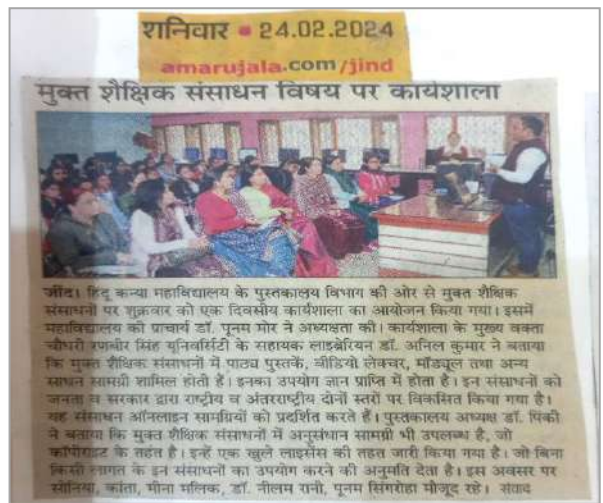 शनिवार • 24.02.2024
amarujala.com/jind
मुक्त शैक्षिक संसाधन विषय पर कार्यशाला
जींद। हिंदू कन्या महाविद्यालय के पुस्तकालय विभाग की ओर से मुक्त शैक्षिक
संसाधनों पर शुक्रवार को एक दिवसीय कार्यशाला का आयोजन किया गया। इसमें
महाविद्यालय की प्राचार्य डॉ. पूनम मोर ने अध्यक्षता की। कार्यशाला के मुख्य वक्ता
चौधरी रणबीर सिंह यूनिवर्सिटी के सहायक लाइब्रेरियन डॉ. अनिल कुमार ने बताया
कि मुक्त शैक्षिक संसाधनों में पाठ्य पुस्तकें, वीडियो लेक्चर, मॉड्यूल तथा अन्य
साधन सामग्री शामिल होती हैं। इनका उपयोग ज्ञान प्राप्ति में होता है। इन संसाधनों को
जनता व सरकार द्वारा राष्ट्रीय व अंतरराष्ट्रीय दोनों स्तरों पर विकसित किया गया है।
यह संसाधन ऑनलाइन सामग्रियों को प्रदर्शित करते हैं। पुस्तकालय अध्यक्ष डॉ. पिंकी
ने बताया कि मुक्त शैक्षिक संसाधनों में अनुसंधान सामग्री भी उपलब्ध है, जो
कॉपीराइट के तहत है। इन्हें एक खुले लाइसेंस की तहत जारी किया गया है। जो बिना
किसी लागत के इन संसाधनों का उपयोग करने की अनुमति देता है। इस अवसर पर
सोनिया, कांता, मीना मलिक, डॉ. नीलम रानी, पूनम सिंगरोहा मौजूद रहे। संवाद